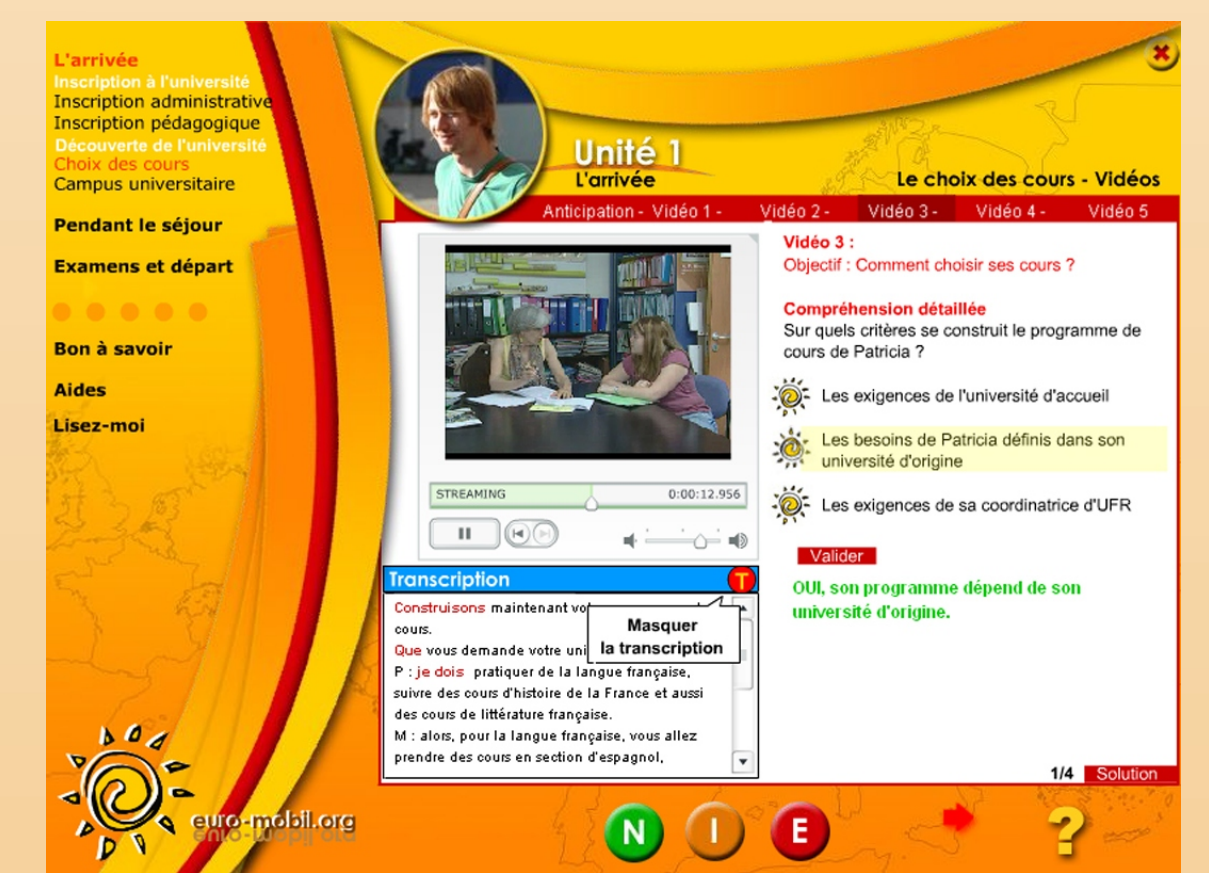 L'arrivée
Inscription à l'université
Inscription administrative
Inscription pédagogique
Découverte de l'université
Choix des cours
Campus universitaire
Pendant le séjour
Examens et départ
Bon à savoir
Aides
Lisez-moi
euro-mobil.org
Unité 1
L'arrivée
Le choix des cours - Vidéos
Anticipation - Vidéo 1 - Vidéo 2 - Vidéo 3 - Vidéo 4 - Vidéo 5
STREAMING 0:00:12.956
Transcription T
Construisons maintenant
cours.
Que vous demande votre
P : je dois pratiquer de la langue française,
suivre des cours d'histoire de la France et aussi
des cours de littérature française.
M : alors, pour la langue française, vous allez
prendre des cours en section d'espagnol,
Masquer
la transcription
Vidéo 3 :
Objectif : Comment choisir ses cours ?
Compréhension détaillée
Sur quels critères se construit le programme de
cours de Patricia ?
Les exigences de l'université d'accueil
Les besoins de Patricia définis dans son
université d'origine
Les exigences de sa coordinatrice d'UFR
Valider
OUI, son programme dépend de son
université d'origine.
1/4 Solution
N I E ?